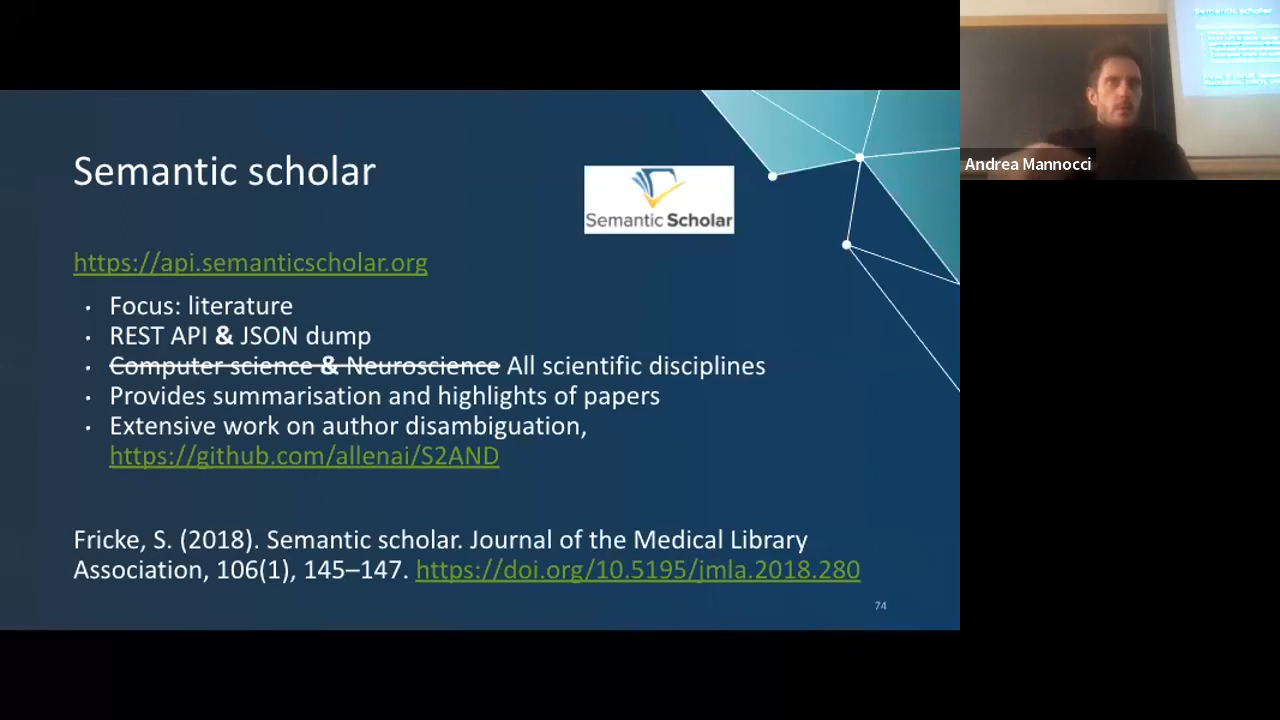 Semantic scholar
Semantic Scholar
https://api.semanticscholar.org
· Focus: literature
· REST API & JSON dump
· Computer science & Neuroscience All scientific disciplines
· Provides summarisation and highlights of papers
· Extensive work on author disambiguation,
https://github.com/allenai/S2AND
Fricke, S. (2018). Semantic scholar. Journal of the Medical Library
Association, 106(1), 145–147. https://doi.org/10.5195/jmla.2018.280
74
Semantic scholar
Andrea Mannocci